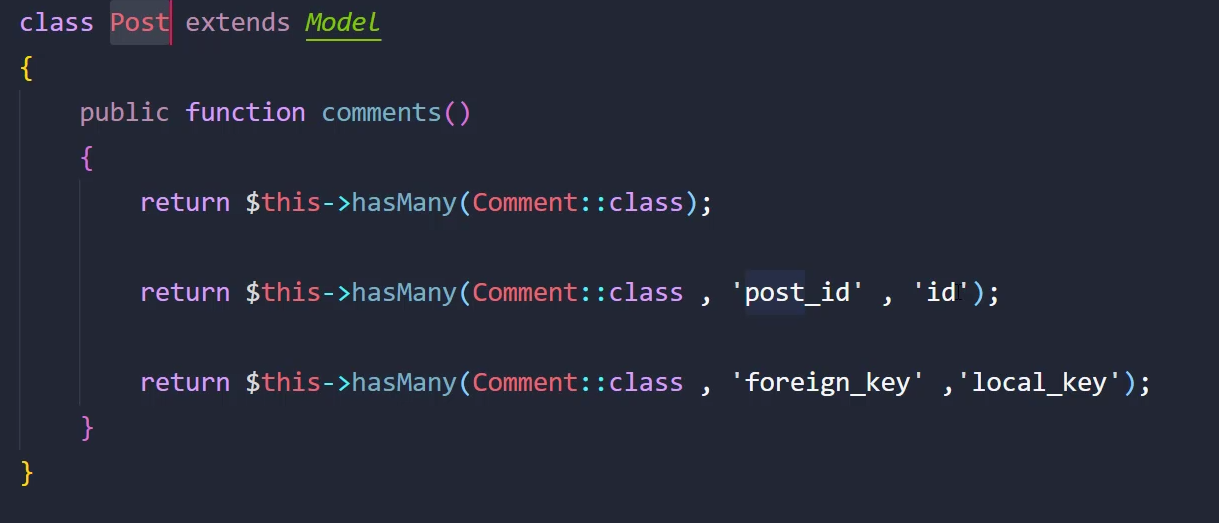 class Post extends Model
{
    public function comments()
    {
        return $this->hasMany(Comment::class);
        return $this->hasMany(Comment::class , 'post_id' , 'id');
        return $this->hasMany(Comment::class , 'foreign_key' ,'local_key');
    }
}